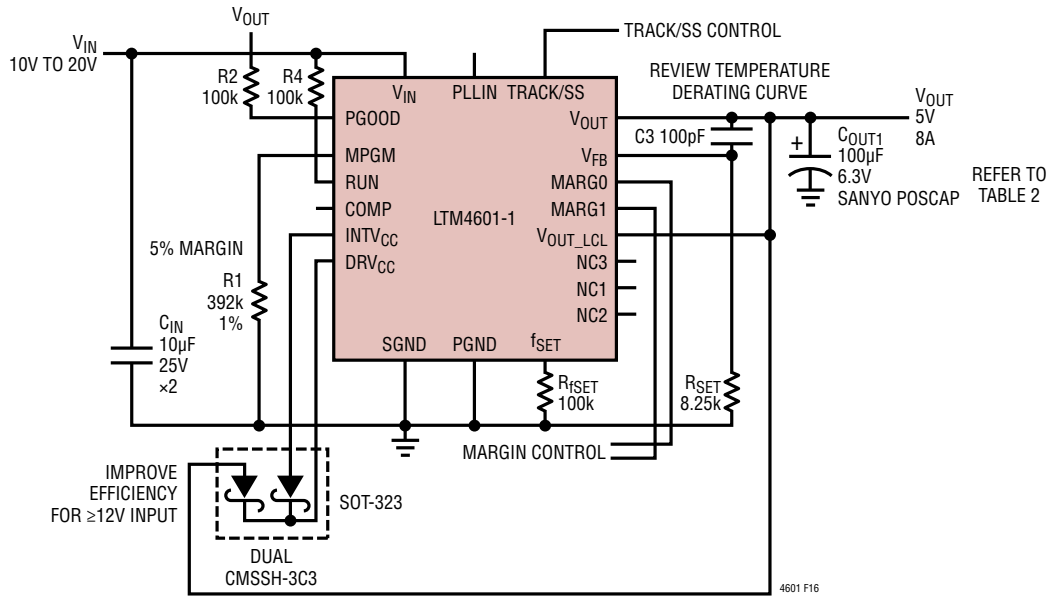 VOUT
VIN
10V TO 20V
TRACK/SS CONTROL
R2
100k
R4
100k
REVIEW TEMPERATURE
DERATING CURVE
VIN
PLLIN
TRACK/SS
VOUT
5V
8A
PGOOD
VOUT
C3 100pF
COUT1
100µF
6.3V
SANYO POSCAP
REFER TO
TABLE 2
MPGM
VFB
RUN
MARG0
COMP
LTM4601-1
MARG1
INTVCC
VOUT_LCL
DRVCC
NC3
NC1
NC2
5% MARGIN
R1
392k
1%
CIN
10µF
25V
×2
SGND
PGND
fSET
RfSET
100k
RSET
8.25k
MARGIN CONTROL
IMPROVE
EFFICIENCY
FOR ≥12V INPUT
SOT-323
DUAL
CMSSH-3C3
4601 F16